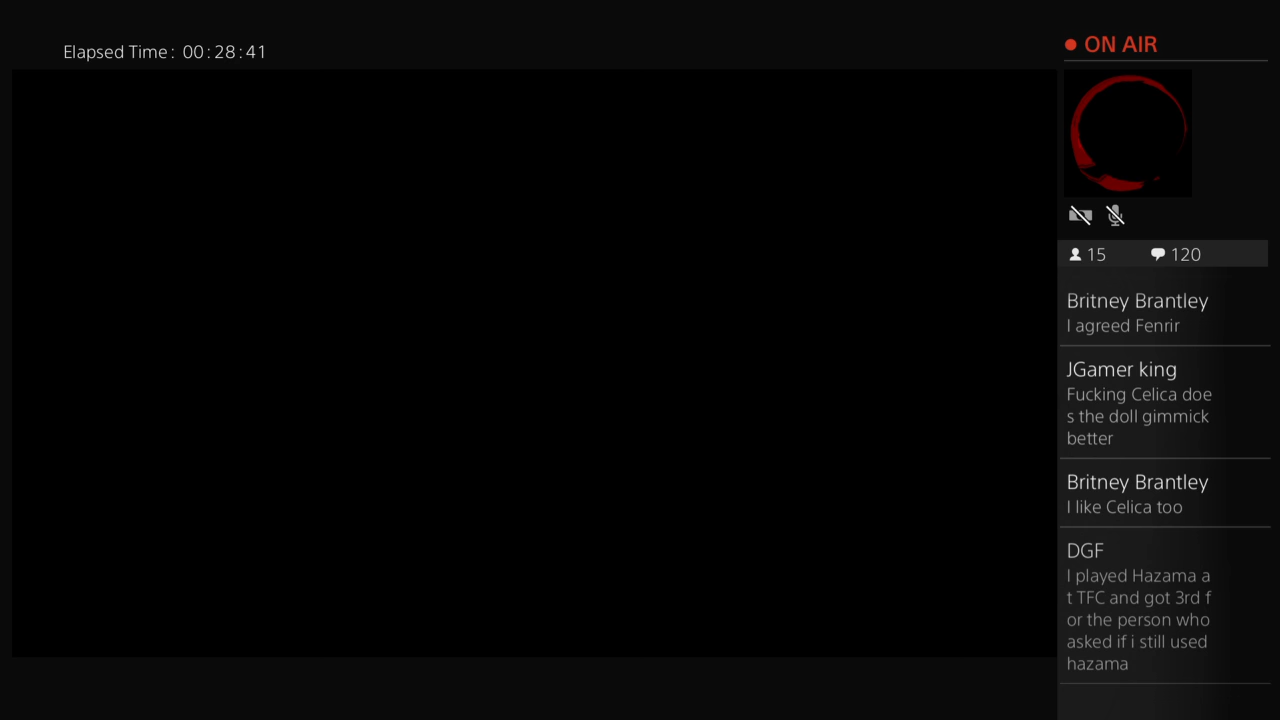 Elapsed Time: 00:28:41
ON AIR
15 120
Britney Brantley
I agreed Fenrir
JGamer king
Fucking Celica doe
s the doll gimmick
better
Britney Brantley
I like Celica too
DGF
I played Hazama a
t TFC and got 3rd f
or the person who
asked if i still used
hazama